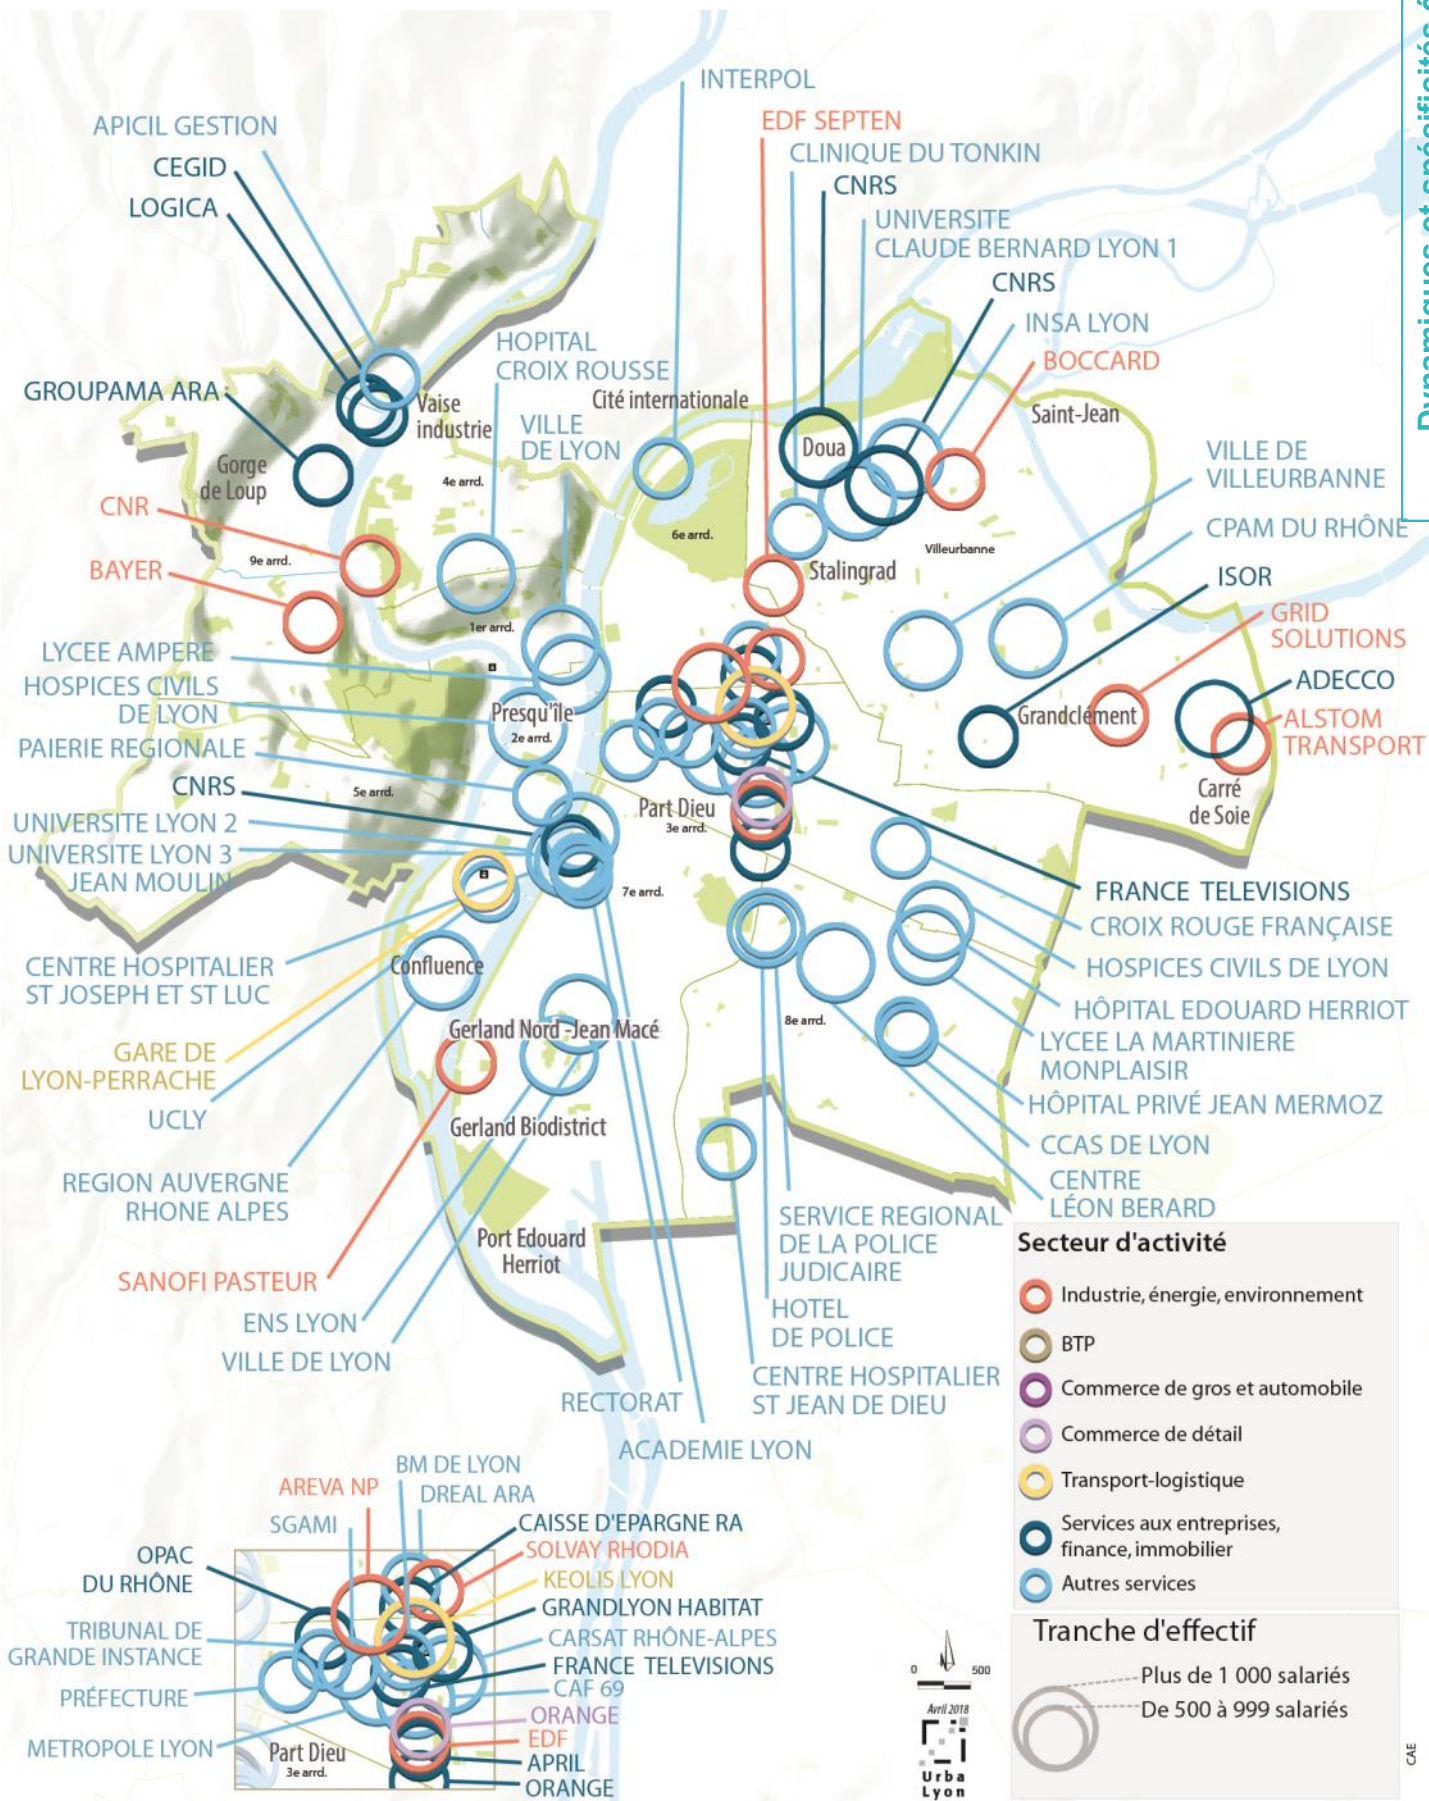 INTERPOL
EDF SEPTEN
APICIL GESTION
CEGID
LOGICA
CLINIQUE DU TONKIN
CNRS
UNIVERSITE
CLAUDE BERNARD LYON 1
CNRS
INSA LYON
BOCCARD
HOPITAL
CROIX ROUSSE
GROUPAMA ARA
Vaise
industrie
Cité internationale
VILLE
DE LYON
Doua
Saint-Jean
Gorge
de Loup
4e arrd.
VILLE DE
VILLEURBANNE
CNR
6e arrd.
CPAM DU RHÔNE
Villeurbanne
9e arrd.
BAYER
Stalingrad
ISOR
1er arrd.
GRID
SOLUTIONS
LYCEE AMPERE
HOSPICES CIVILS
DE LYON
ADECCO
Presqu'île
2e arrd.
Grandclément
ALSTOM
TRANSPORT
PAIERIE REGIONALE
CNRS
5e arrd.
Part Dieu
3e arrd.
Carré
de Soie
UNIVERSITE LYON 2
UNIVERSITE LYON 3
JEAN MOULIN
7e arrd.
FRANCE TELEVISIONS
CROIX ROUGE FRANÇAISE
CENTRE HOSPITALIER
ST JOSEPH ET ST LUC
Confluence
HOSPICES CIVILS DE LYON
HÔPITAL EDOUARD HERRIOT
Gerland Nord -Jean Macé
8e arrd.
LYCEE LA MARTINIERE
MONPLAISIR
GARE DE
LYON-PERRACHE
UCLY
Gerland Biodistrict
HÔPITAL PRIVÉ JEAN MERMOZ
CCAS DE LYON
CENTRE
LÉON BERARD
REGION AUVERGNE
RHONE ALPES
Port Edouard
Herriot
SERVICE REGIONAL
DE LA POLICE
JUDICAIRE
SANOFI PASTEUR
HOTEL
DE POLICE
ENS LYON
VILLE DE LYON
CENTRE HOSPITALIER
ST JEAN DE DIEU
RECTORAT
ACADEMIE LYON
Secteur d'activité
Industrie, énergie, environnement
BTP
Commerce de gros et automobile
Commerce de détail
Transport-logistique
Services aux entreprises,
finance, immobilier
Autres services
Tranche d'effectif
Plus de 1 000 salariés
De 500 à 999 salariés
BM DE LYON
AREVA NP
DREAL ARA
SGAMI
CAISSE D'EPARGNE RA
OPAC
DU RHÔNE
SOLVAY RHODIA
KEOLIS LYON
GRANDLYON HABITAT
TRIBUNAL DE
GRANDE INSTANCE
CARSAT RHÔNE-ALPES
FRANCE TELEVISIONS
PRÉFECTURE
CAF 69
ORANGE
METROPOLE LYON
EDF
Part Dieu
3e arrd.
APRIL
ORANGE
0 500
Avril 2018
Urba
Lyon
CAE
Dynamiques et spécificités